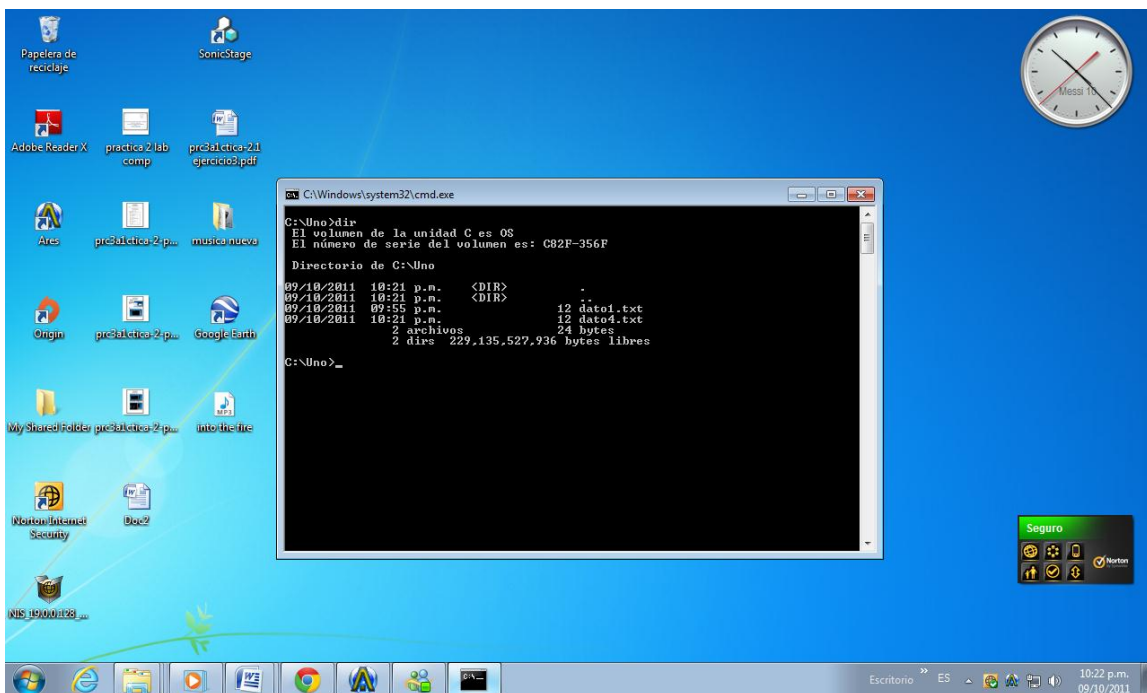 Papelera de
reciclaje
SonicStage
Adobe Reader X
practica 2 lab
comp
prc3a1ctica-2.1
ejercicio3.pdf
Ares
prc3a1ctica-2-p...
musica nueva
Origin
prc3a1ctica-2-p...
Google Earth
My Shared Folder
prc3a1ctica-2-p...
MP3
into the fire
Norton Internet
Security
Doc2
NIS_19.0.0.128_...
Messi 10
C:\Windows\system32\cmd.exe
C:\Uno>dir
El volumen de la unidad C es OS
El número de serie del volumen es: C82F-356F
Directorio de C:\Uno
09/10/2011 10:21 p.m. <DIR> .
09/10/2011 10:21 p.m. <DIR> ..
09/10/2011 09:55 p.m. 12 dato1.txt
09/10/2011 10:21 p.m. 12 dato4.txt
2 archivos 24 bytes
2 dirs 229,135,527,936 bytes libres
C:\Uno>_
Seguro
Norton
by Symantec
Escritorio » ES
10:22 p.m.
09/10/2011